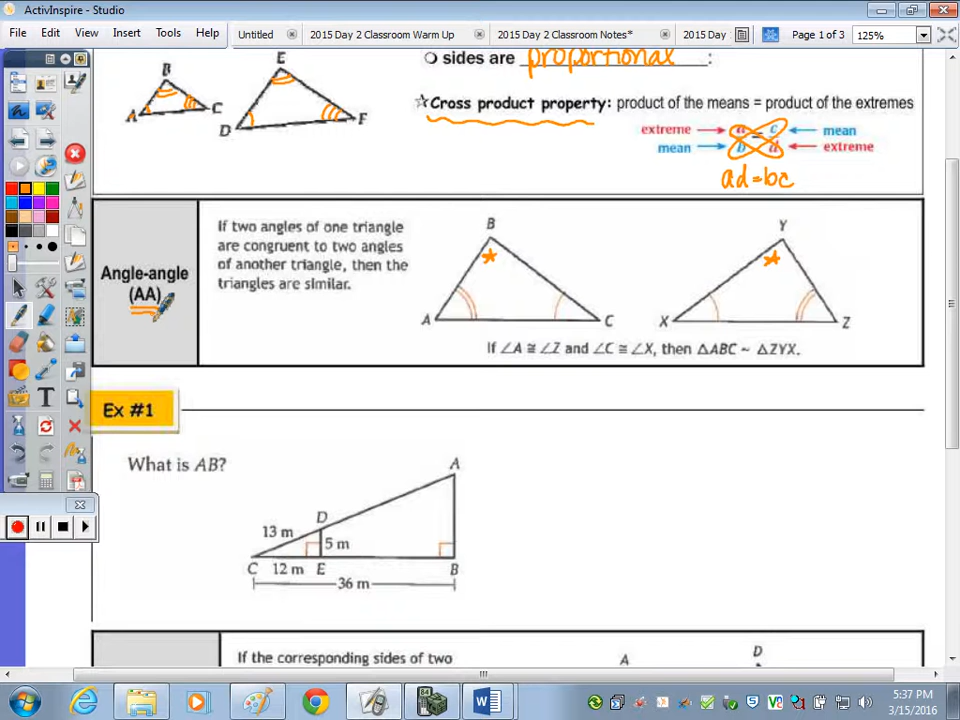 ActivInspire - Studio
File Edit View Insert Tools Help
Untitled
2015 Day 2 Classroom Warm Up
2015 Day 2 Classroom Notes*
Page 1 of 3
125%
B
A
C
E
D
F
sides are proportional :
☆Cross product property: product of the means = product of the extremes
extreme a = c mean
mean b d extreme
ad=bc
Angle-angle
(AA)
If two angles of one triangle
are congruent to two angles
of another triangle, then the
triangles are similar.
B
A
C
Y
X
Z
If ∠A ≅ ∠Z and ∠C ≅ ∠X, then △ABC ~ △ZYX.
Ex #1
What is AB?
A
D
13 m
5 m
C 12 m E B
36 m
If the corresponding sides of two
A
D
5:37 PM
3/15/2016